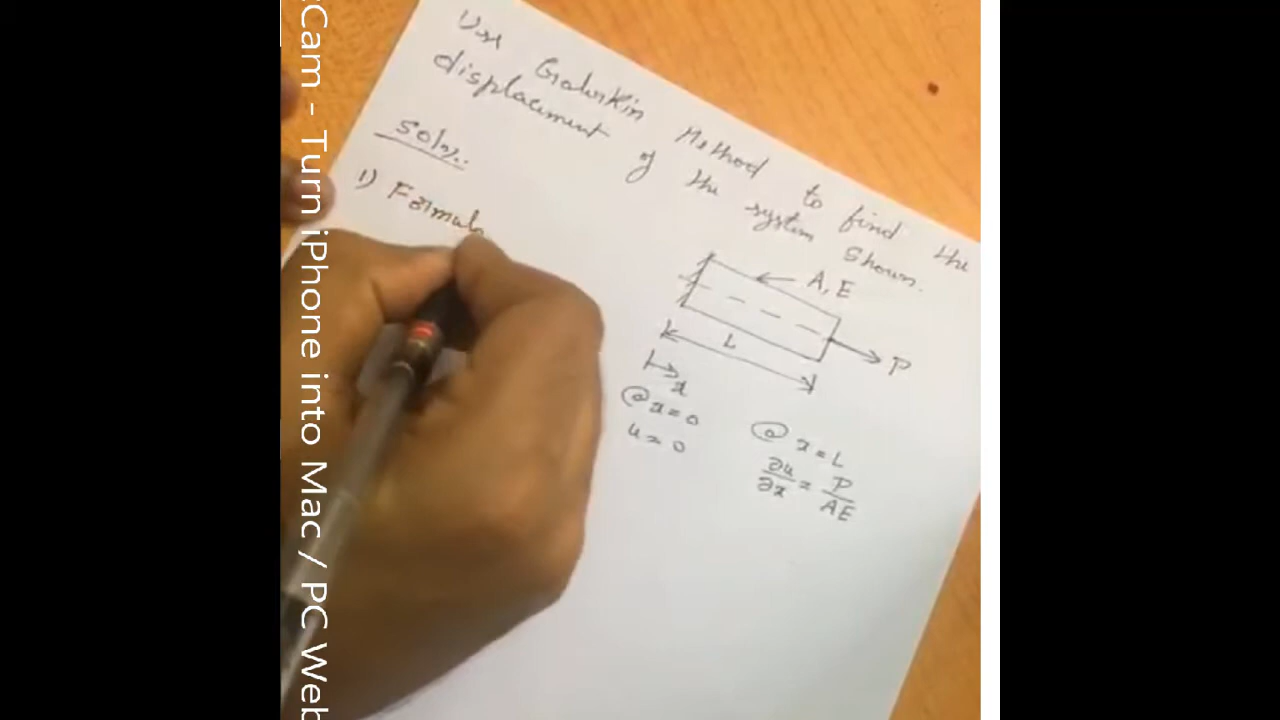 Use Galerkin Method to find the
displacement of the system shown.
Soln:
1) Formula
A, E
P
L
x
@ x = 0
u = 0
@ x = L
∂u/∂x = P/AE
Cam - Turn iPhone into Mac / PC Web